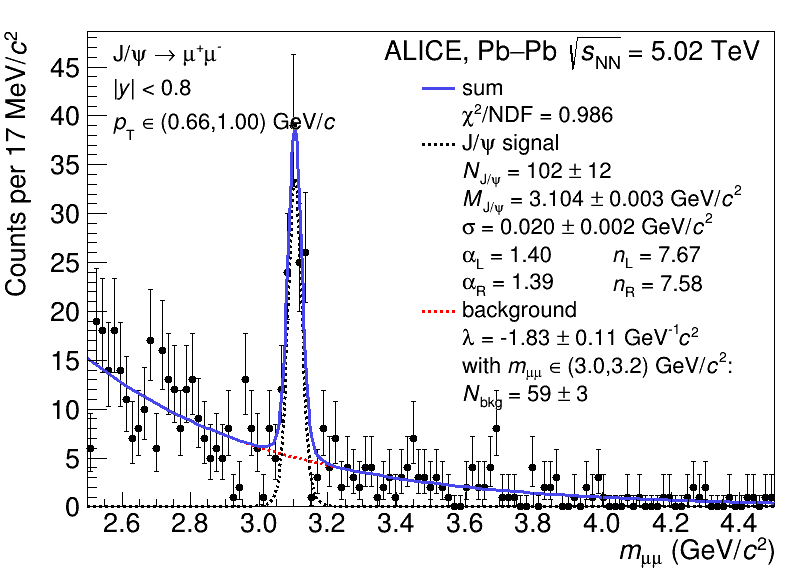 J/ψ → μ⁺μ⁻
|y| < 0.8
p_T ∈ (0.66,1.00) GeV/c
ALICE, Pb–Pb √s_NN = 5.02 TeV
sum
χ²/NDF = 0.986
J/ψ signal
N_J/ψ = 102 ± 12
M_J/ψ = 3.104 ± 0.003 GeV/c²
σ = 0.020 ± 0.002 GeV/c²
α_L = 1.40 n_L = 7.67
α_R = 1.39 n_R = 7.58
background
λ = -1.83 ± 0.11 GeV⁻¹c²
with m_μμ ∈ (3.0,3.2) GeV/c²:
N_bkg = 59 ± 3
Counts per 17 MeV/c²
45
40
35
30
25
20
15
10
5
0
2.6 2.8 3.0 3.2 3.4 3.6 3.8 4.0 4.2 4.4
m_μμ (GeV/c²)